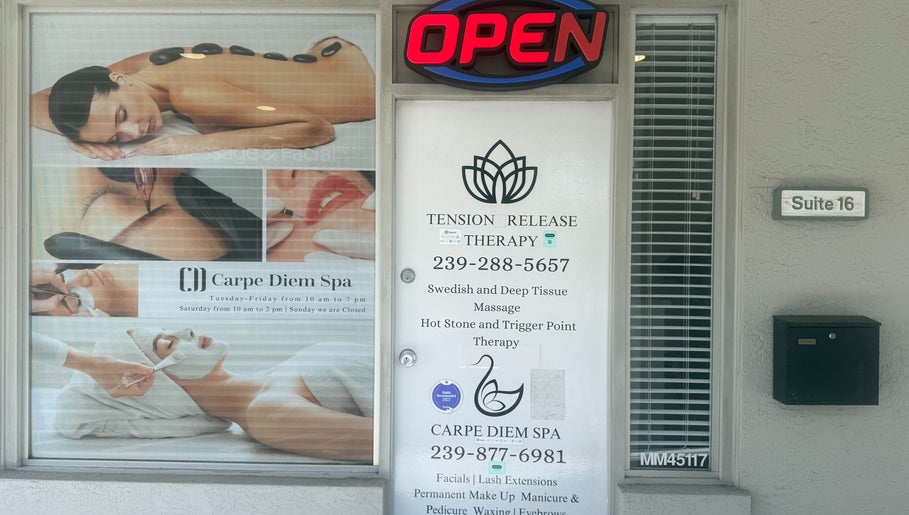 OPEN
Massage & Facial
CD Carpe Diem Spa
Tuesday-Friday from 10 am to 7 pm
Saturday from 10 am to 2 pm | Sunday we are Closed
TENSION RELEASE
THERAPY
239-288-5657
Swedish and Deep Tissue
Massage
Hot Stone and Trigger Point
Therapy
CARPE DIEM SPA
239-877-6981
Facials | Lash Extensions
Permanent Make Up Manicure &
Pedicure Waxing | Eyebrows
MM45117
Suite 16